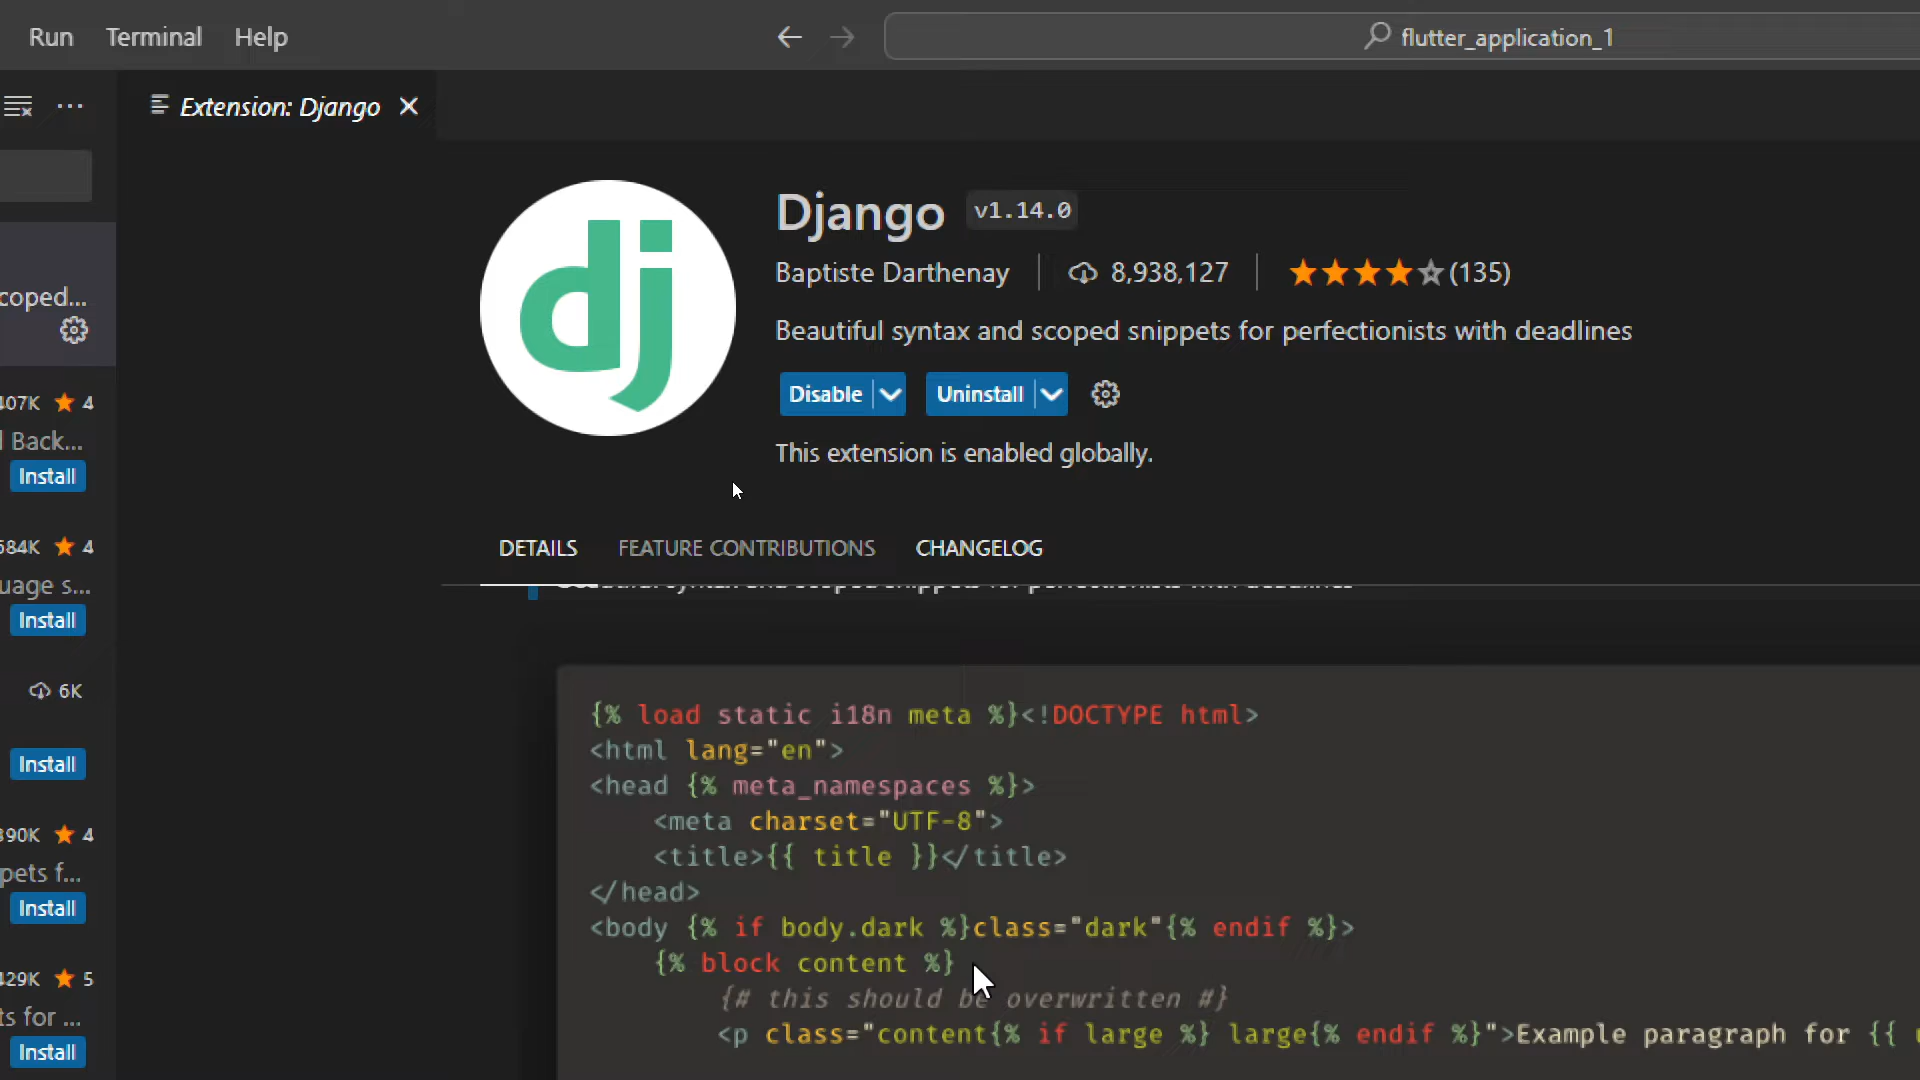 Run Terminal Help
flutter_application_1
Extension: Django
Django v1.14.0
Baptiste Darthenay 8,938,127 (135)
Beautiful syntax and scoped snippets for perfectionists with deadlines
Disable Uninstall
This extension is enabled globally.
DETAILS FEATURE CONTRIBUTIONS CHANGELOG
coped...
407K 4
Back...
Install
584K 4
uage s...
Install
6K
Install
390K 4
pets f...
Install
429K 5
ts for ...
Install
dj
{% load static i18n meta %}<!DOCTYPE html>
<html lang="en">
<head {% meta_namespaces %}>
<meta charset="UTF-8">
<title>{{ title }}</title>
</head>
<body {% if body.dark %}class="dark"{% endif %}>
{% block content %}
{# this should be overwritten #}
<p class="content{% if large %} large{% endif %}">Example paragraph for {{